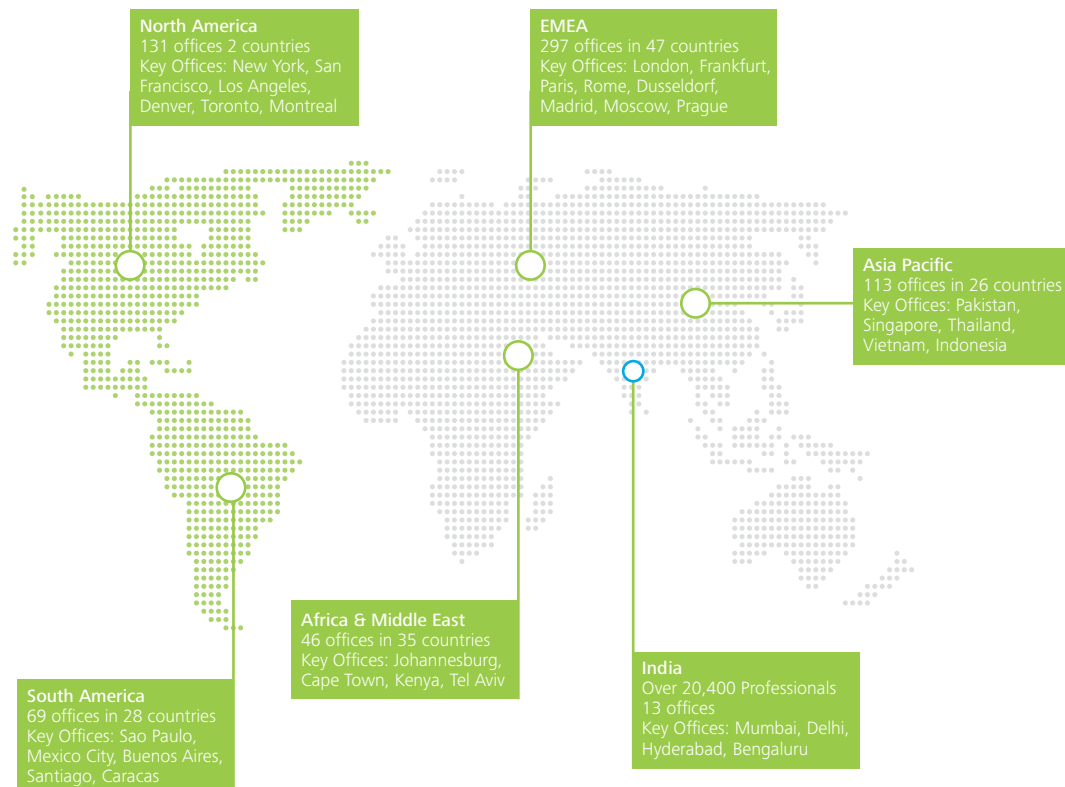 North America
131 offices 2 countries
Key Offices: New York, San
Francisco, Los Angeles,
Denver, Toronto, Montreal
EMEA
297 offices in 47 countries
Key Offices: London, Frankfurt,
Paris, Rome, Dusseldorf,
Madrid, Moscow, Prague
Asia Pacific
113 offices in 26 countries
Key Offices: Pakistan,
Singapore, Thailand,
Vietnam, Indonesia
Africa & Middle East
46 offices in 35 countries
Key Offices: Johannesburg,
Cape Town, Kenya, Tel Aviv
India
Over 20,400 Professionals
13 offices
Key Offices: Mumbai, Delhi,
Hyderabad, Bengaluru
South America
69 offices in 28 countries
Key Offices: Sao Paulo,
Mexico City, Buenos Aires,
Santiago, Caracas